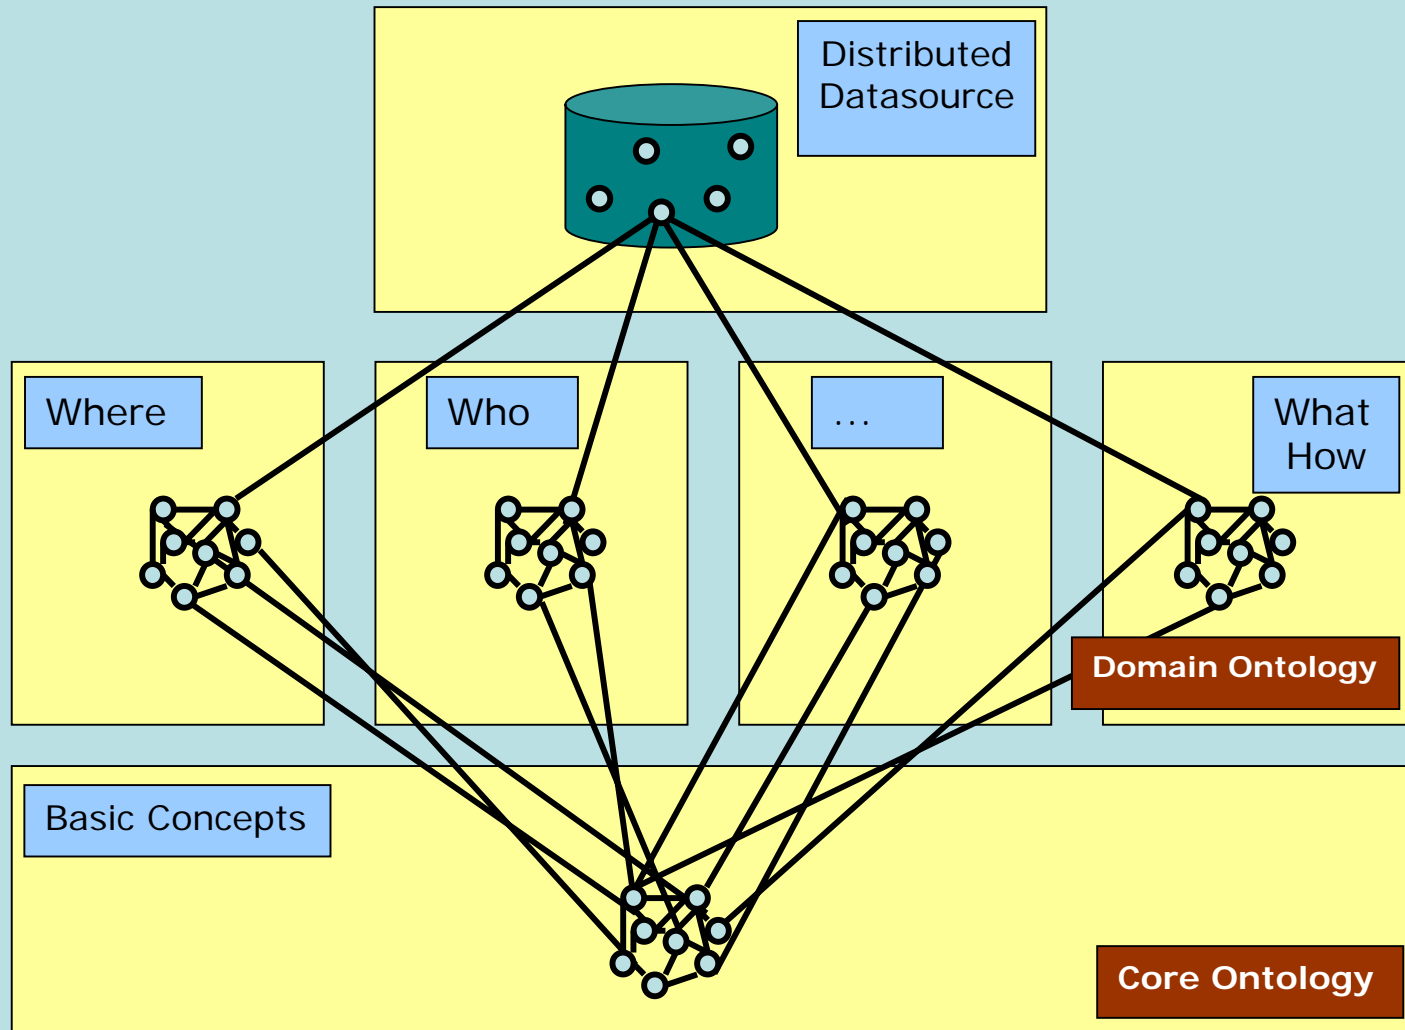 Distributed
Datasource
Where
Who
...
What
How
Domain Ontology
Basic Concepts
Core Ontology